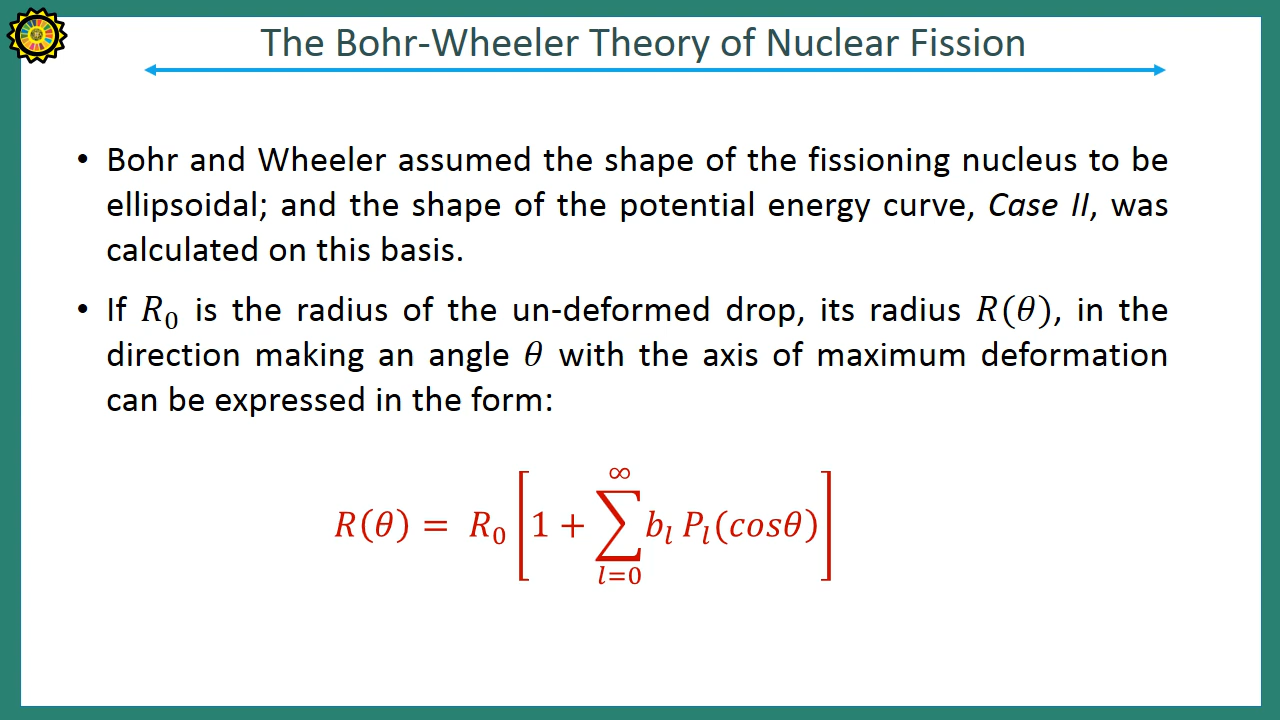 The Bohr-Wheeler Theory of Nuclear Fission
• Bohr and Wheeler assumed the shape of the fissioning nucleus to be
ellipsoidal; and the shape of the potential energy curve, Case II, was
calculated on this basis.
• If R₀ is the radius of the un-deformed drop, its radius R(θ), in the
direction making an angle θ with the axis of maximum deformation
can be expressed in the form:
R(θ) = R₀ [1 + ∑_{l=0}^{∞} b_l P_l(cosθ)]